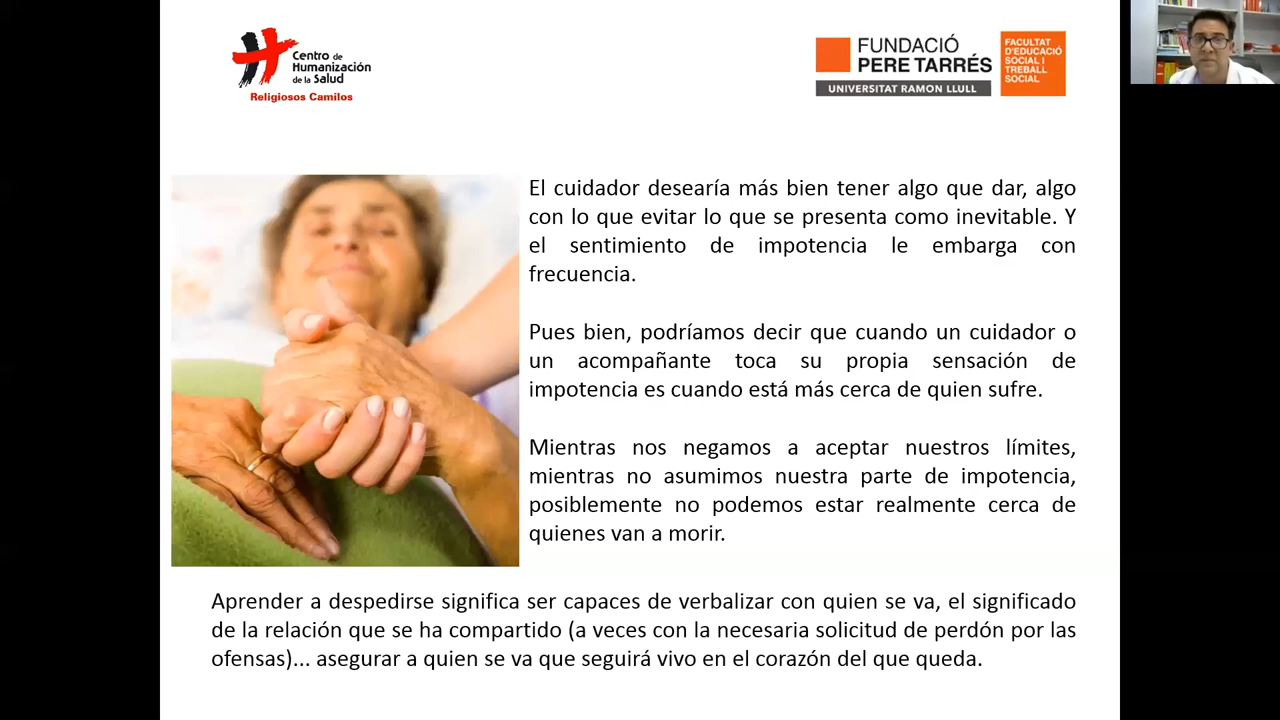 Centro de
Humanización
de la Salud
Religiosos Camilos
FUNDACIÓ
PERE TARRÉS
UNIVERSITAT RAMON LLULL
FACULTAT
D'EDUCACIÓ
SOCIAL I
TREBALL
SOCIAL
El cuidador desearía más bien tener algo que dar, algo
con lo que evitar lo que se presenta como inevitable. Y
el sentimiento de impotencia le embarga con
frecuencia.
Pues bien, podríamos decir que cuando un cuidador o
un acompañante toca su propia sensación de
impotencia es cuando está más cerca de quien sufre.
Mientras nos negamos a aceptar nuestros límites,
mientras no asumimos nuestra parte de impotencia,
posiblemente no podemos estar realmente cerca de
quienes van a morir.
Aprender a despedirse significa ser capaces de verbalizar con quien se va, el significado
de la relación que se ha compartido (a veces con la necesaria solicitud de perdón por las
ofensas)... asegurar a quien se va que seguirá vivo en el corazón del que queda.